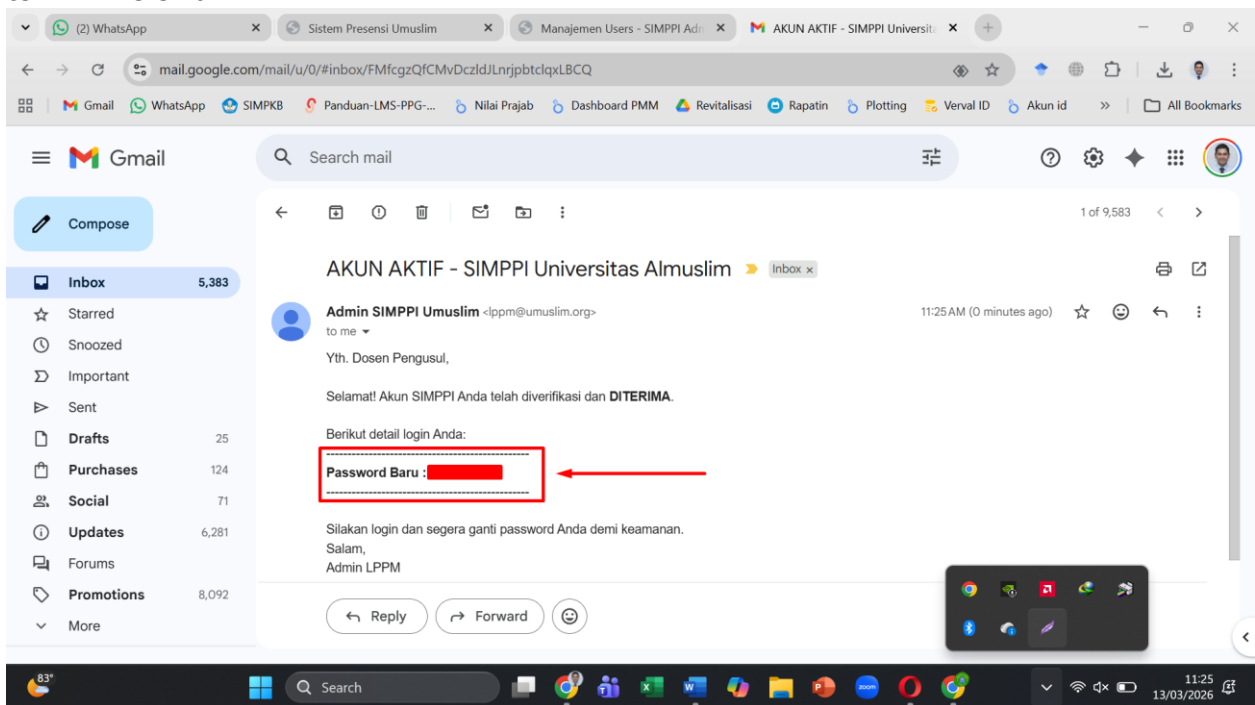 (2) WhatsApp
Sistem Presensi Umuslim
Manajemen Users - SIMPPI Adn
AKUN AKTIF - SIMPPI Universita
mail.google.com/mail/u/0/#inbox/FMfcgzQfCMvDczldJLnrjpbtclqxLBCQ
Gmail
WhatsApp
SIMPKB
Panduan-LMS-PPG-...
Nilai Prajab
Dashboard PMM
Revitalisasi
Rapatin
Plotting
Verval ID
Akun id
All Bookmarks
Gmail
Search mail
Compose
1 of 9,583
Inbox 5,383
Starred
Snoozed
Important
Sent
Drafts 25
Purchases 124
Social 71
Updates 6,281
Forums
Promotions 8,092
More
AKUN AKTIF - SIMPPI Universitas Almuslim Inbox x
Admin SIMPPI Umuslim <lppm@umuslim.org> 11:25 AM (0 minutes ago)
to me
Yth. Dosen Pengusul,
Selamat! Akun SIMPPI Anda telah diverifikasi dan DITERIMA.
Berikut detail login Anda:
------------------------------------------------
Password Baru :
------------------------------------------------
Silakan login dan segera ganti password Anda demi keamanan.
Salam,
Admin LPPM
Reply
Forward
83°
Search
zoom
11:25
13/03/2026